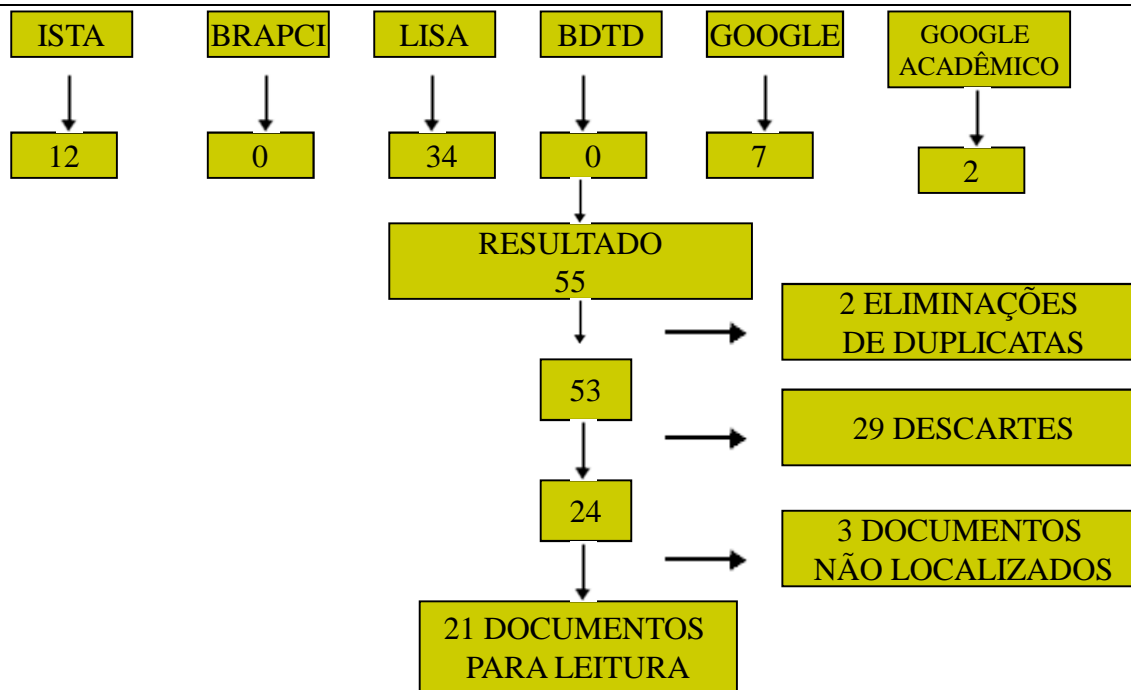 ISTA
BRAPCI
LISA
BDTD
GOOGLE
GOOGLE
ACADÊMICO
12
0
34
0
7
2
RESULTADO
55
2 ELIMINAÇÕES
DE DUPLICATAS
53
29 DESCARTES
24
3 DOCUMENTOS
NÃO LOCALIZADOS
21 DOCUMENTOS
PARA LEITURA